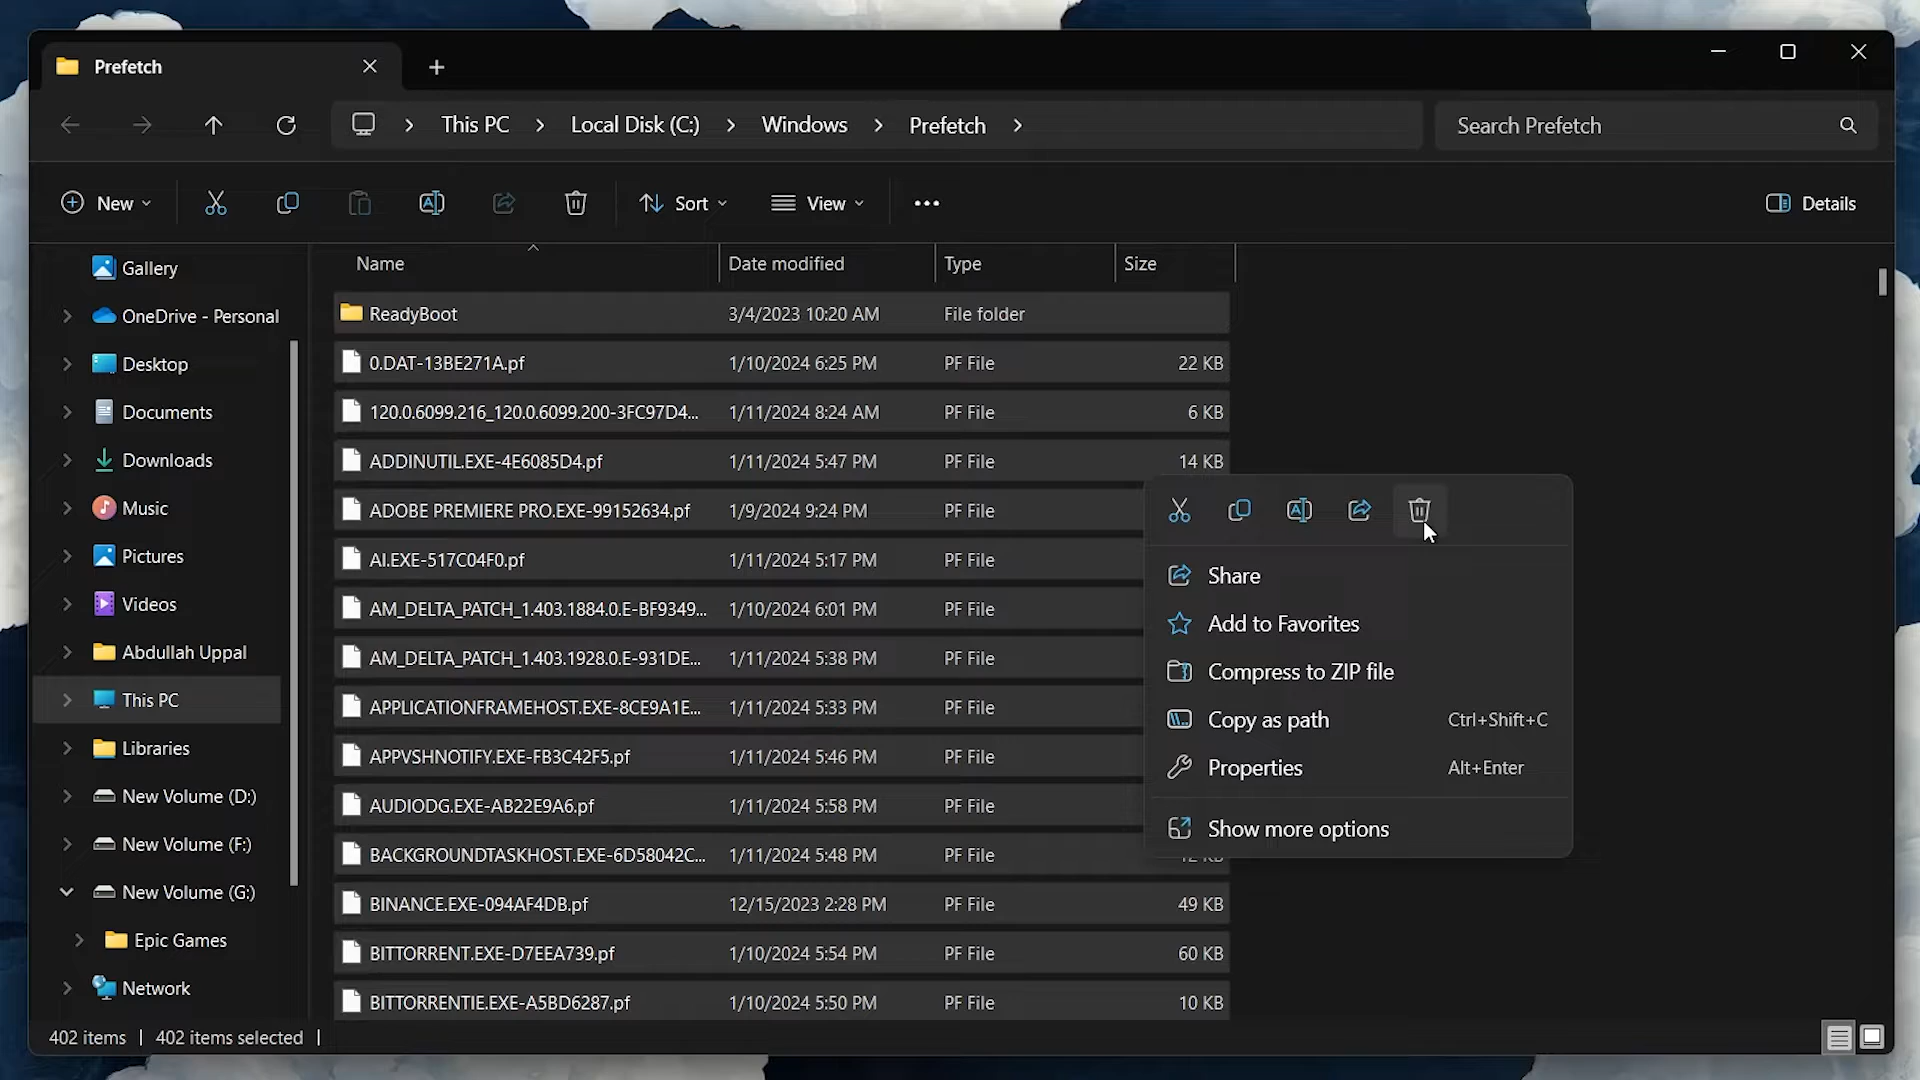 Prefetch
This PC > Local Disk (C:) > Windows > Prefetch >
Search Prefetch
New
Sort
View
Details
Name
Date modified
Type
Size
Gallery
OneDrive - Personal
Desktop
Documents
Downloads
Music
Pictures
Videos
Abdullah Uppal
This PC
Libraries
New Volume (D:)
New Volume (F:)
New Volume (G:)
Epic Games
Network
ReadyBoot 3/4/2023 10:20 AM File folder
0.DAT-13BE271A.pf 1/10/2024 6:25 PM PF File 22 KB
120.0.6099.216_120.0.6099.200-3FC97D4... 1/11/2024 8:24 AM PF File 6 KB
ADDINUTIL.EXE-4E6085D4.pf 1/11/2024 5:47 PM PF File 14 KB
ADOBE PREMIERE PRO.EXE-99152634.pf 1/9/2024 9:24 PM PF File
AI.EXE-517C04F0.pf 1/11/2024 5:17 PM PF File
AM_DELTA_PATCH_1.403.1884.0.E-BF9349... 1/10/2024 6:01 PM PF File
AM_DELTA_PATCH_1.403.1928.0.E-931DE... 1/11/2024 5:38 PM PF File
APPLICATIONFRAMEHOST.EXE-8CE9A1E... 1/11/2024 5:33 PM PF File
APPVSHNOTIFY.EXE-FB3C42F5.pf 1/11/2024 5:46 PM PF File
AUDIODG.EXE-AB22E9A6.pf 1/11/2024 5:58 PM PF File
BACKGROUNDTASKHOST.EXE-6D58042C... 1/11/2024 5:48 PM PF File
BINANCE.EXE-094AF4DB.pf 12/15/2023 2:28 PM PF File 49 KB
BITTORRENT.EXE-D7EEA739.pf 1/10/2024 5:54 PM PF File 60 KB
BITTORRENTIE.EXE-A5BD6287.pf 1/10/2024 5:50 PM PF File 10 KB
Share
Add to Favorites
Compress to ZIP file
Copy as path Ctrl+Shift+C
Properties Alt+Enter
Show more options
402 items | 402 items selected |